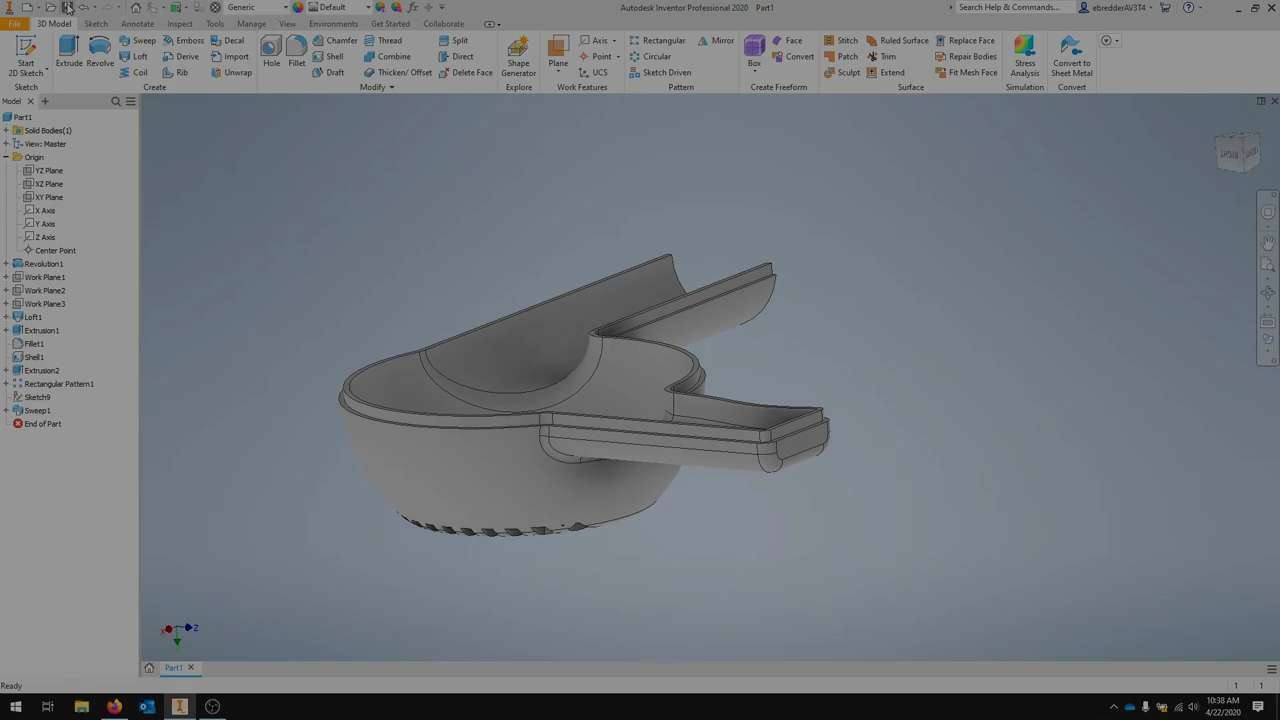 Generic Default Autodesk Inventor Professional 2020 Part1 Search Help & Commands... ebredderAV3T4
File 3D Model Sketch Annotate Inspect Tools Manage View Environments Get Started Collaborate
Start 2D Sketch Extrude Revolve Sweep Emboss Decal Hole Fillet Chamfer Thread Split Shape Generator Plane Axis Rectangular Mirror Box Face Stitch Ruled Surface Replace Face Stress Analysis Convert to Sheet Metal
Loft Derive Import Shell Combine Direct Point Circular Convert Patch Trim Repair Bodies
Coil Rib Unwrap Draft Thicken/ Offset Delete Face UCS Sketch Driven Sculpt Extend Fit Mesh Face
Sketch Create Modify Explore Work Features Pattern Create Freeform Surface Simulation Convert
Model
Part1
Solid Bodies(1)
View: Master
Origin
YZ Plane
XZ Plane
XY Plane
X Axis
Y Axis
Z Axis
Center Point
Revolution1
Work Plane1
Work Plane2
Work Plane3
Loft1
Extrusion1
Fillet1
Shell1
Extrusion2
Rectangular Pattern1
Sketch9
Sweep1
End of Part
X Z
Part1
Ready 1 1
10:38 AM
4/22/2020